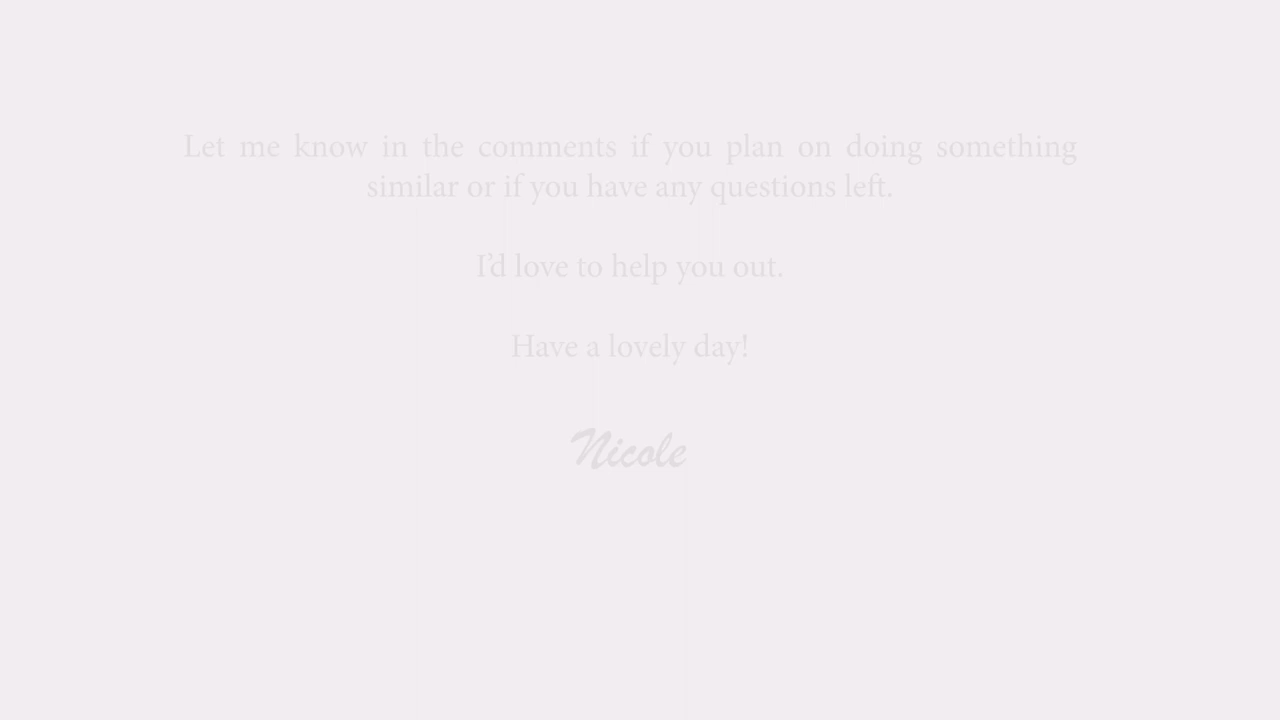 Let me know in the comments if you plan on doing something
similar or if you have any questions left.
I’d love to help you out.
Have a lovely day!
Nicole